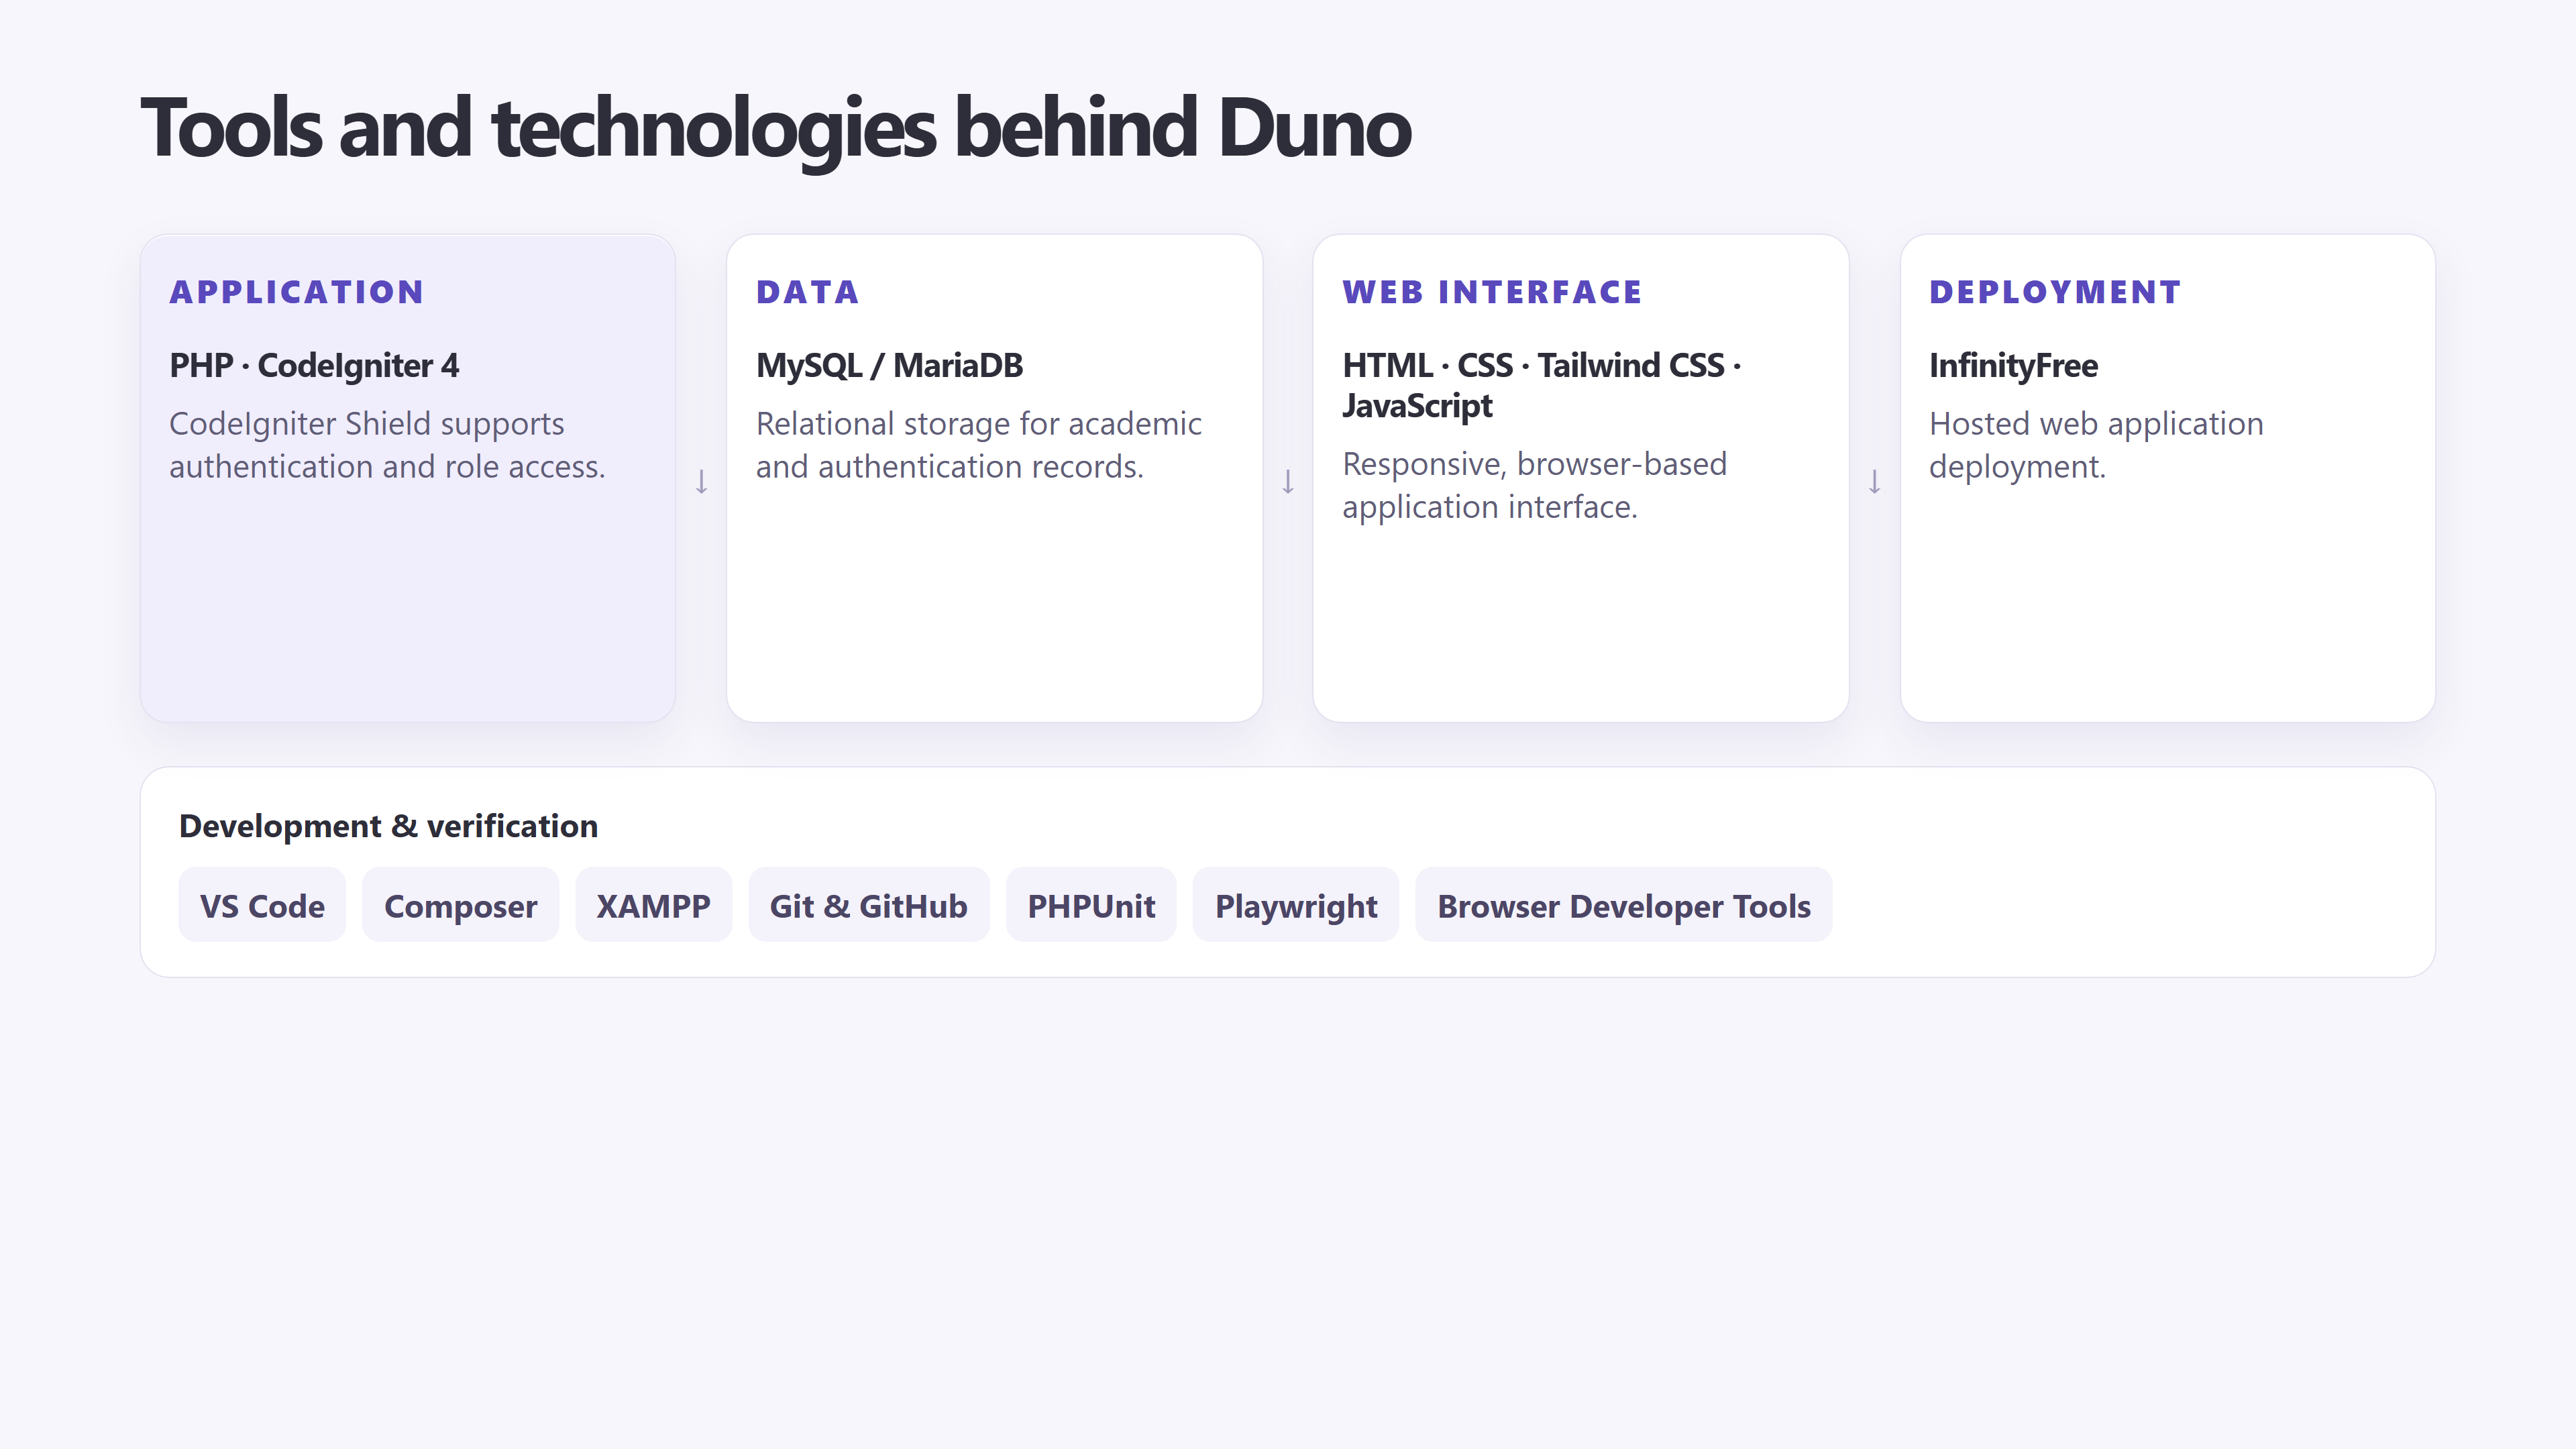 Tools and technologies behind Duno
APPLICATION
PHP · CodeIgniter 4
CodeIgniter Shield supports
authentication and role access.
↓
DATA
MySQL / MariaDB
Relational storage for academic
and authentication records.
↓
WEB INTERFACE
HTML · CSS · Tailwind CSS ·
JavaScript
Responsive, browser-based
application interface.
↓
DEPLOYMENT
InfinityFree
Hosted web application
deployment.
Development & verification
VS Code Composer XAMPP Git & GitHub PHPUnit Playwright Browser Developer Tools